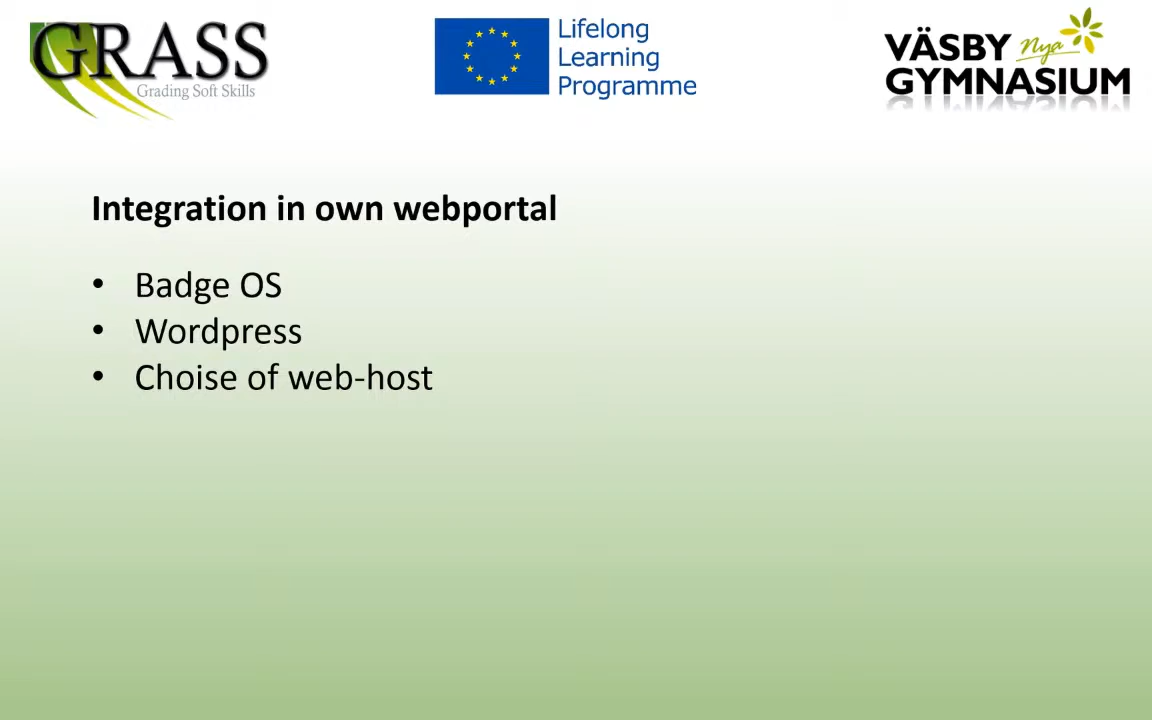 GRASS
Grading Soft Skills
Lifelong
Learning
Programme
VÄSBY Nya
GYMNASIUM
Integration in own webportal
• Badge OS
• Wordpress
• Choise of web-host